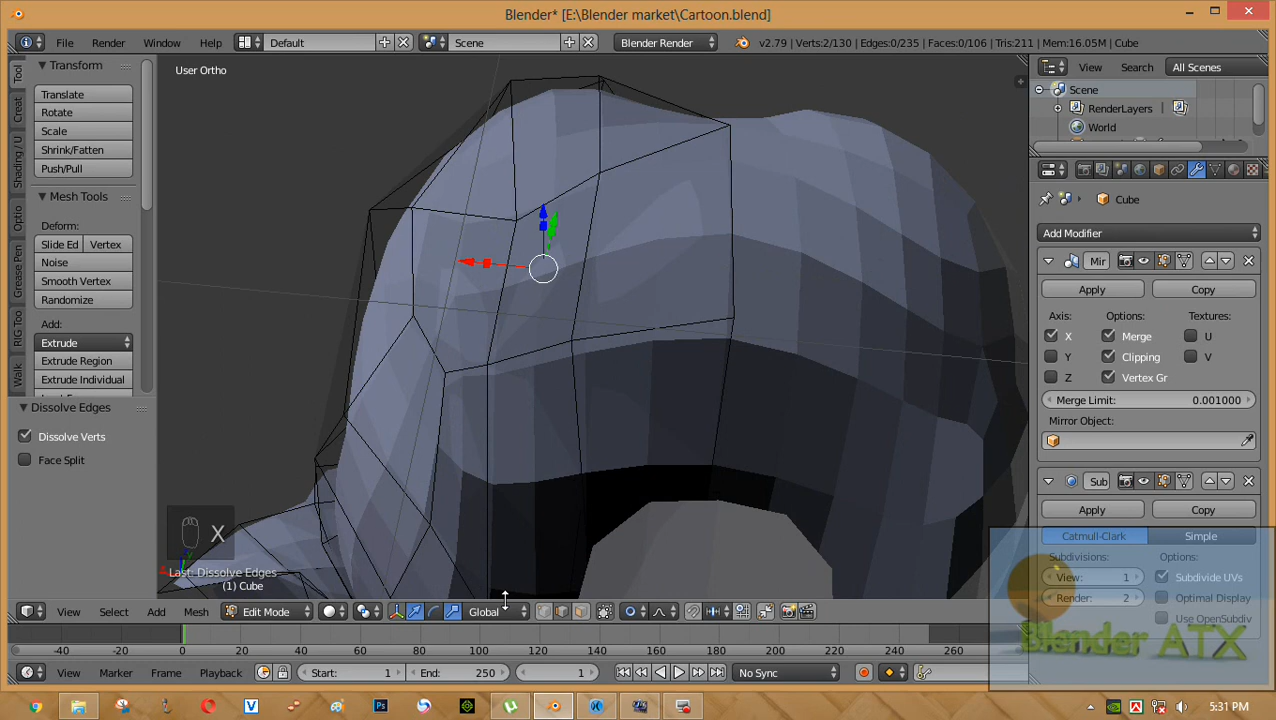 Blender* [E:\Blender market\Cartoon.blend]
File Render Window Help Default Scene Blender Render v2.79 | Verts:2/130 | Edges:0/235 | Faces:0/106 | Tris:211 | Mem:16.05M | Cube
Tool
Creat
Shading / U
Optio
Grease Pen
RIG Too
Walk
Transform
Translate
Rotate
Scale
Shrink/Fatten
Push/Pull
Mesh Tools
Deform:
Slide Ed Vertex
Noise
Smooth Vertex
Randomize
Add:
Extrude
Extrude Region
Extrude Individual
Dissolve Edges
Dissolve Verts
Face Split
User Ortho
X
Last: Dissolve Edges
(1) Cube
View Search All Scenes
Scene
RenderLayers
World
Cube
Add Modifier
Mir
Apply Copy
Axis: Options: Textures:
X Merge U
Y Clipping V
Z Vertex Gr
Merge Limit: 0.001000
Mirror Object:
Sub
Apply Copy
Catmull-Clark Simple
Subdivisions: Options:
View: 1 Subdivide UVs
Render: 2 Optimal Display
Use OpenSubdiv
Blender ATX
View Select Add Mesh Edit Mode Global
-40 -20 0 20 40 60 80 100 120 140 160 180 200 220 240 260
View Marker Frame Playback Start: 1 End: 250 1 No Sync
5:31 PM